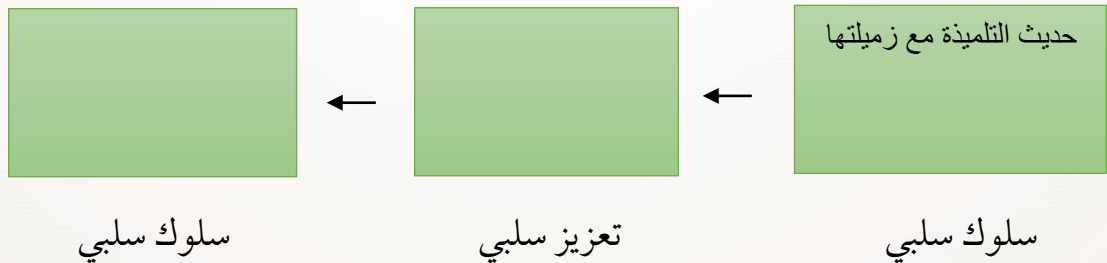 حديث التلميذة مع زميلتها
سلوك سلبي
تعزيز سلبي
سلوك سلبي